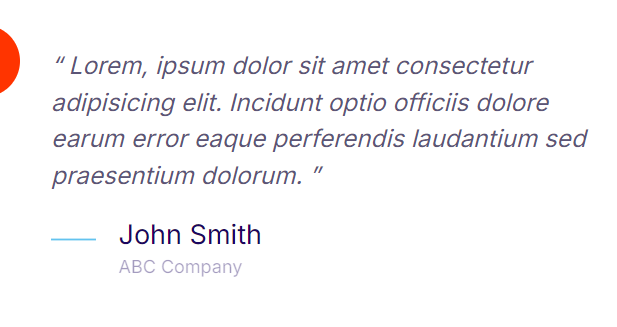 “ Lorem, ipsum dolor sit amet consectetur
adipisicing elit. Incidunt optio officiis dolore
earum error eaque perferendis laudantium sed
praesentium dolorum. ”
John Smith
ABC Company